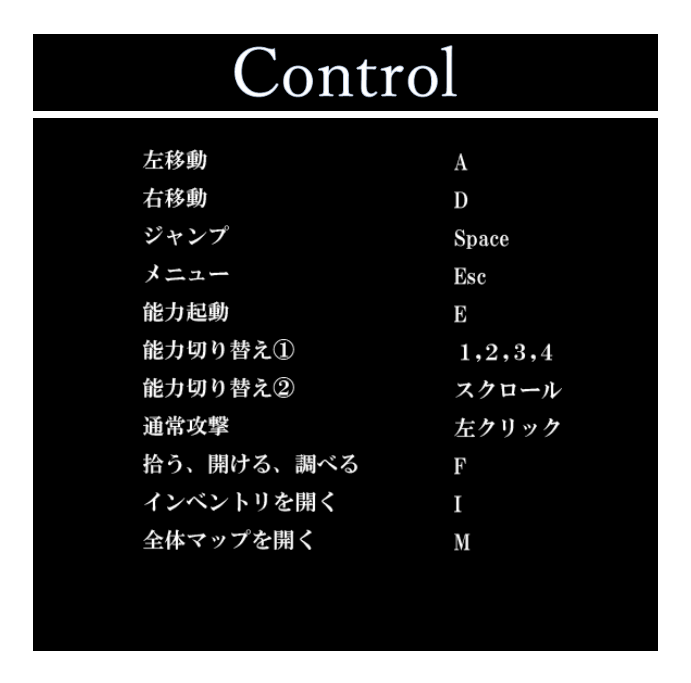 Control
左移動 A
右移動 D
ジャンプ Space
メニュー Esc
能力起動 E
能力切り替え① 1,2,3,4
能力切り替え② スクロール
通常攻撃 左クリック
拾う、開ける、調べる F
インベントリを開く I
全体マップを開く M